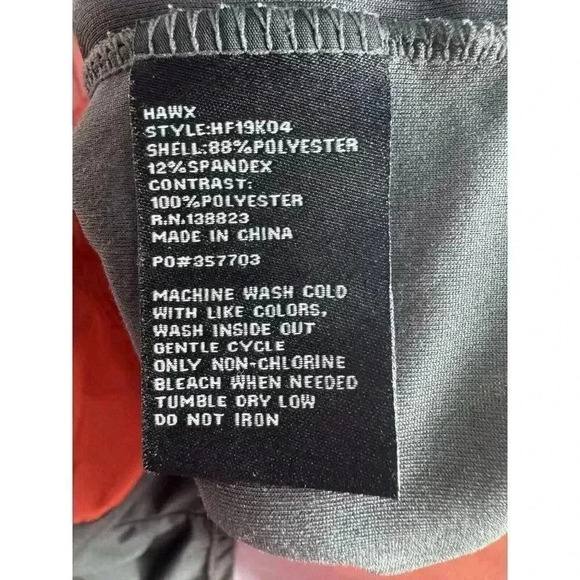 HAWX
STYLE:HF19K04
SHELL:88%POLYESTER
12%SPANDEX
CONTRAST:
100%POLYESTER
R.N.138823
MADE IN CHINA
PO#357703
MACHINE WASH COLD
WITH LIKE COLORS,
WASH INSIDE OUT
GENTLE CYCLE
ONLY NON-CHLORINE
BLEACH WHEN NEEDED
TUMBLE DRY LOW
DO NOT IRON